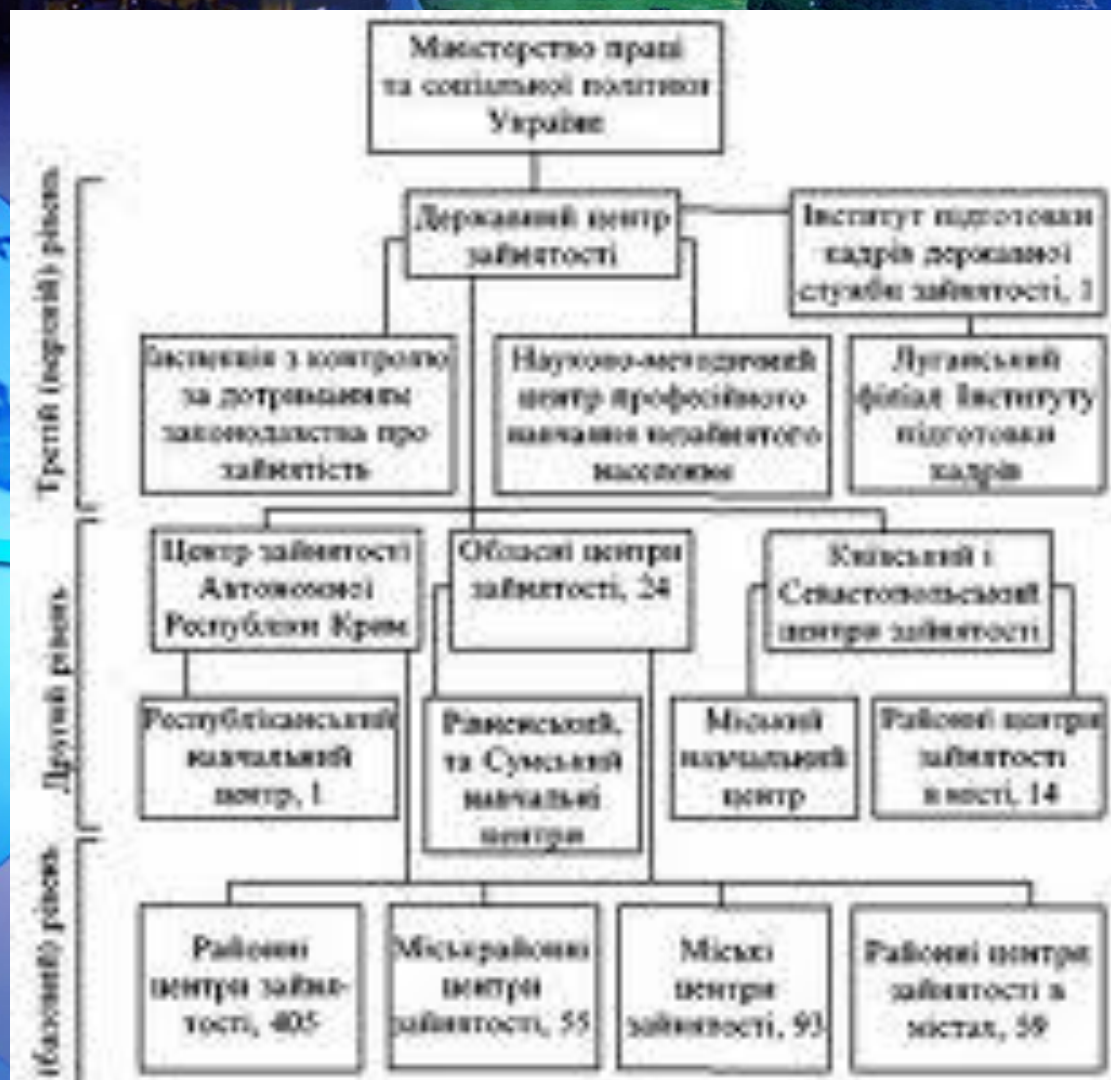 Міністерство праці
та соціальної політики
України
Третій (верхній) рівень
Державний центр
зайнятості
Інститут підготовки
кадрів державної
служби зайнятості, 1
Інспекція з контролю
за дотриманням
законодавства про
зайнятість
Науково-методичний
центр професійного
навчання незайнятого
населення
Луганський
філіал Інституту
підготовки
кадрів
Другий рівень
Центр зайнятості
Автономної
Республіки Крим
Обласні центри
зайнятості, 24
Київський і
Севастопольський
центри зайнятості
Республіканський
навчальний
центр, 1
Рівненський,
та Сумський
навчальні
центри
Міський
навчальний
центр
Районні центри
зайнятості
в місті, 14
(базовий) рівень
Районні
центри зайня-
тості, 405
Міськрайонні
центри
зайнятості, 55
Міські
центри
зайнятості, 93
Районні центри
зайнятості в
містах, 59